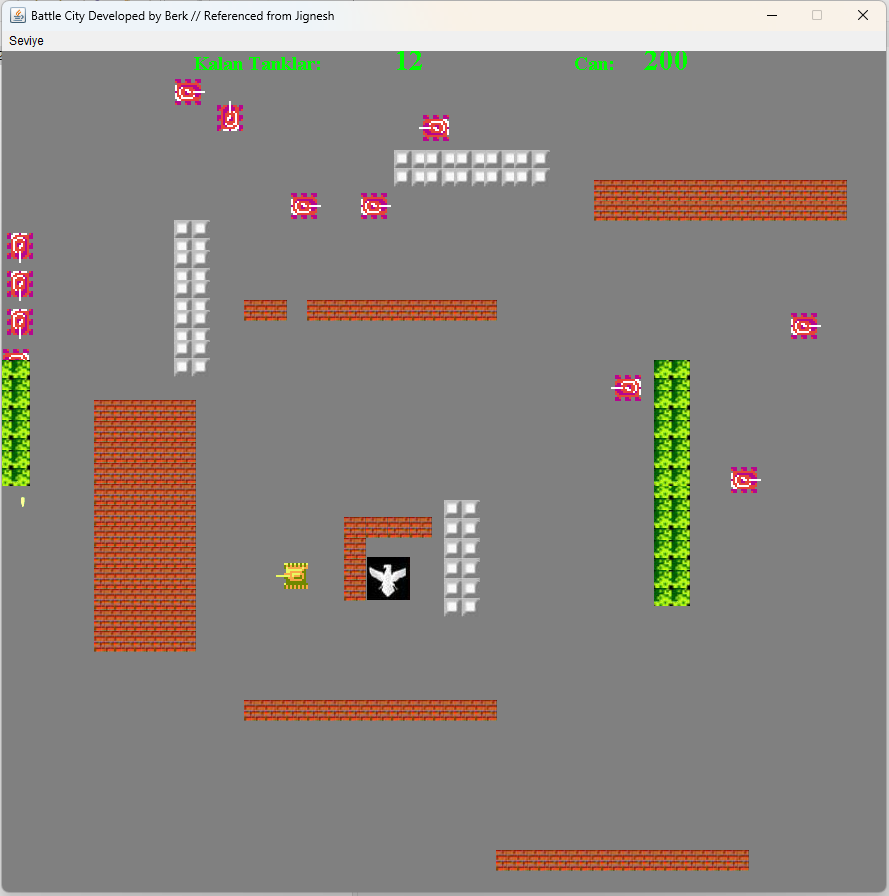 Battle City Developed by Berk // Referenced from Jignesh
Seviye
Kalan Tanklar: 12 Can: 200